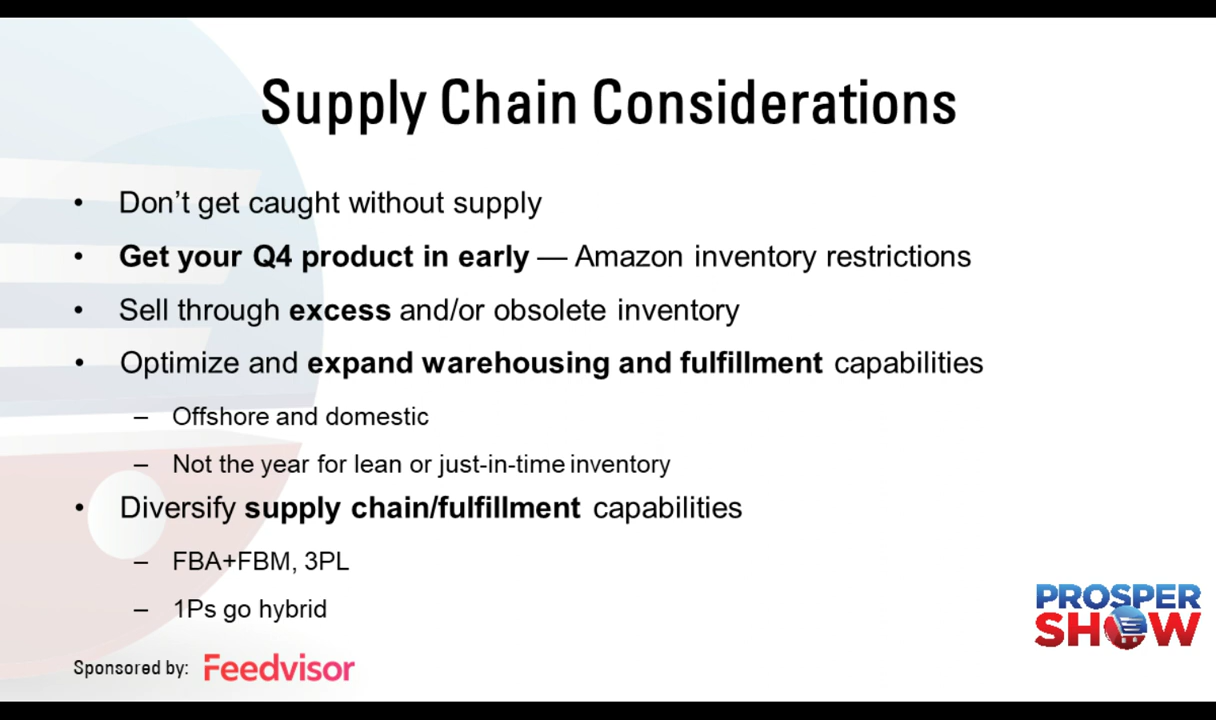 Supply Chain Considerations
• Don’t get caught without supply
• Get your Q4 product in early — Amazon inventory restrictions
• Sell through excess and/or obsolete inventory
• Optimize and expand warehousing and fulfillment capabilities
– Offshore and domestic
– Not the year for lean or just-in-time inventory
• Diversify supply chain/fulfillment capabilities
– FBA+FBM, 3PL
– 1Ps go hybrid
PROSPER
SHOW
Sponsored by: Feedvisor